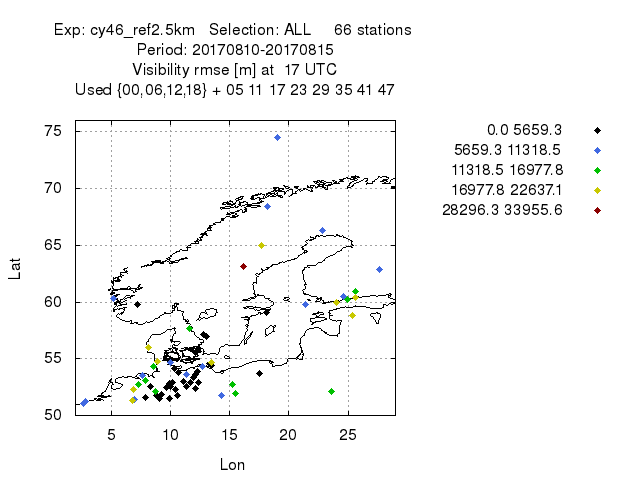 Exp: cy46_ref2.5km Selection: ALL 66 stations
Period: 20170810-20170815
Visibility rmse [m] at 17 UTC
Used {00,06,12,18} + 05 11 17 23 29 35 41 47
0.0 5659.3
5659.3 11318.5
11318.5 16977.8
16977.8 22637.1
28296.3 33955.6
75
70
65
60
55
50
Lat
5 10 15 20 25
Lon